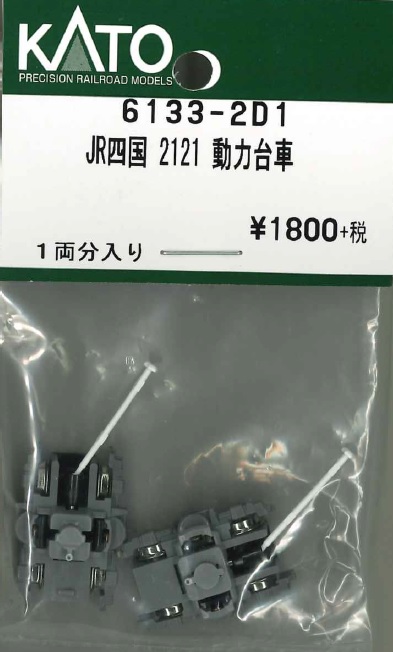 KATO
PRECISION RAILROAD MODELS
6133-2D1
JR四国 2121 動力台車
¥1800+税
1両分入り